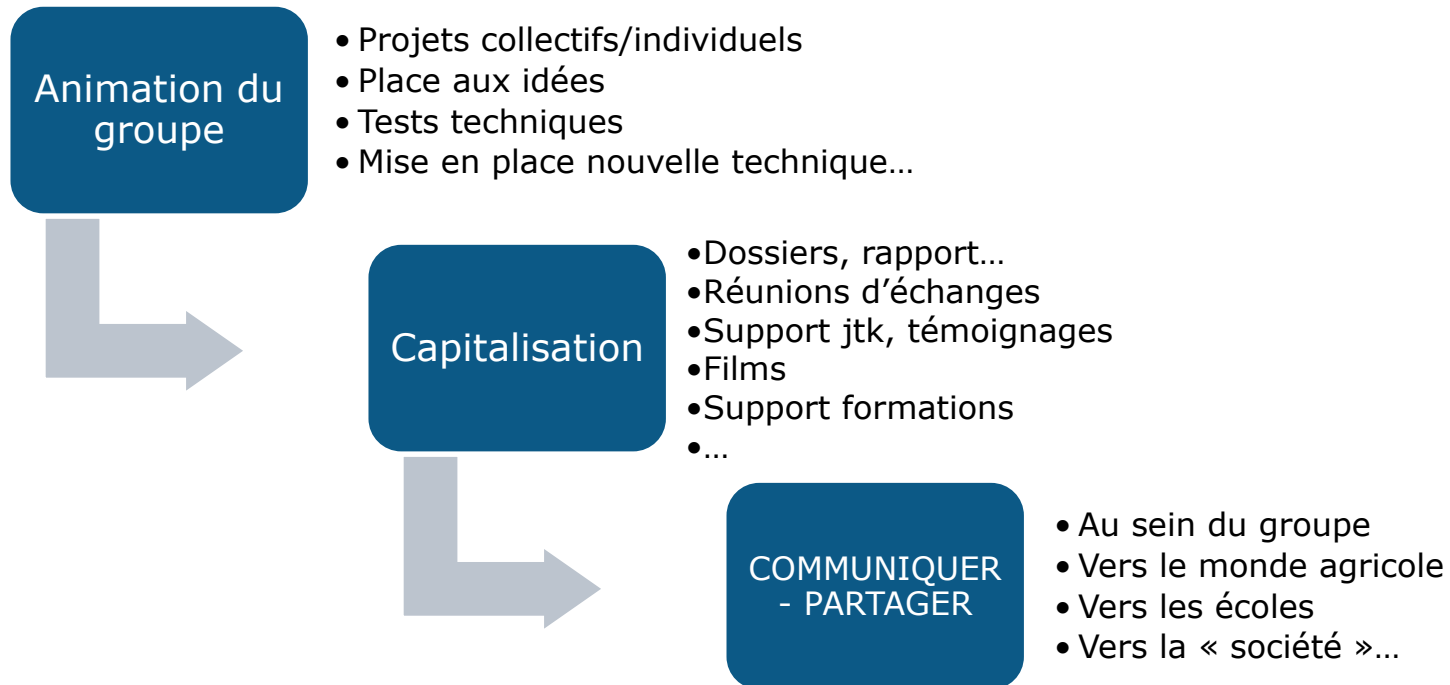 Animation du
groupe
• Projets collectifs/individuels
• Place aux idées
• Tests techniques
• Mise en place nouvelle technique…
Capitalisation
•Dossiers, rapport…
•Réunions d’échanges
•Support jtk, témoignages
•Films
•Support formations
•…
COMMUNIQUER
- PARTAGER
• Au sein du groupe
• Vers le monde agricole
• Vers les écoles
• Vers la « société »…